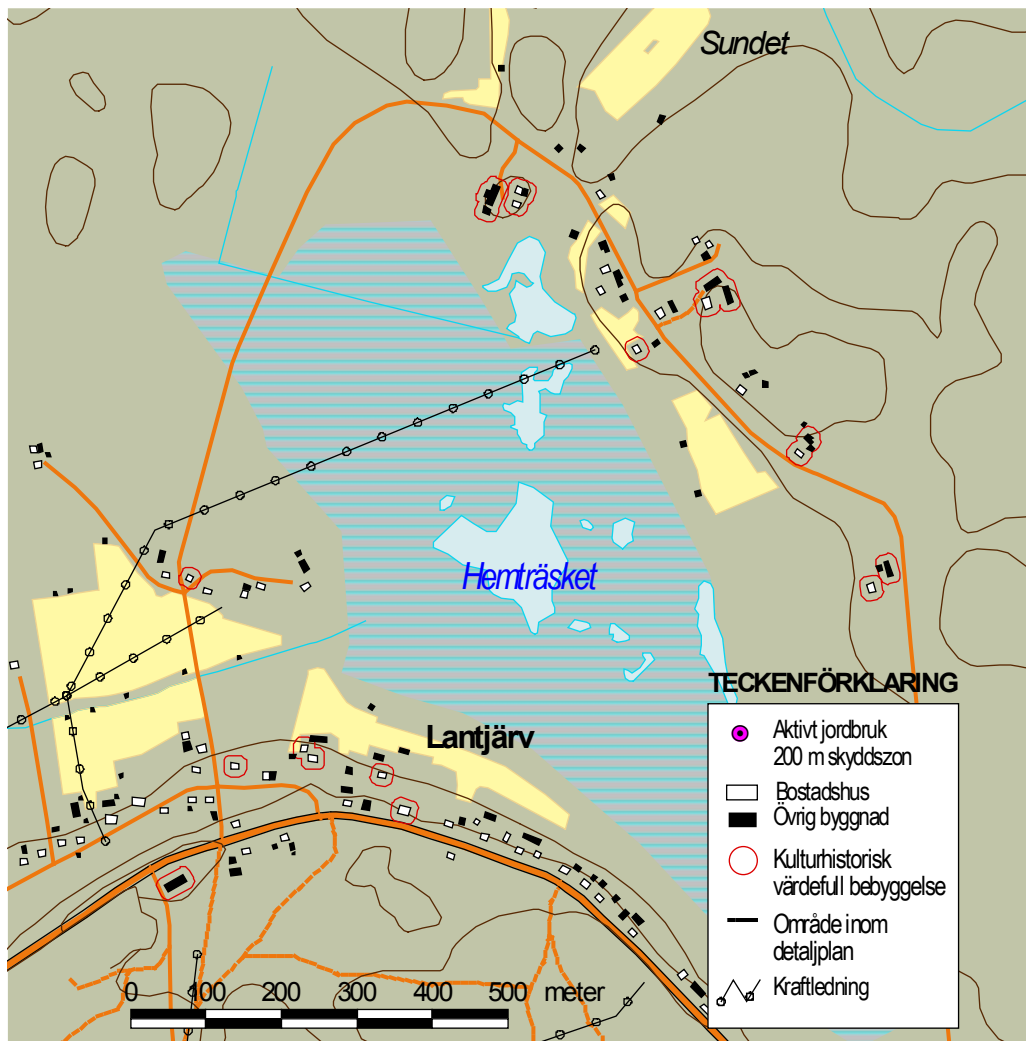 Sundet
Hemträsket
Lantjärv
TECKENFÖRKLARING
Aktivt jordbruk
200 m skyddszon
Bostadshus
Övrig byggnad
Kulturhistorisk
värdefull bebyggelse
Område inom
detaljplan
Kraftledning
0 100 200 300 400 500 meter